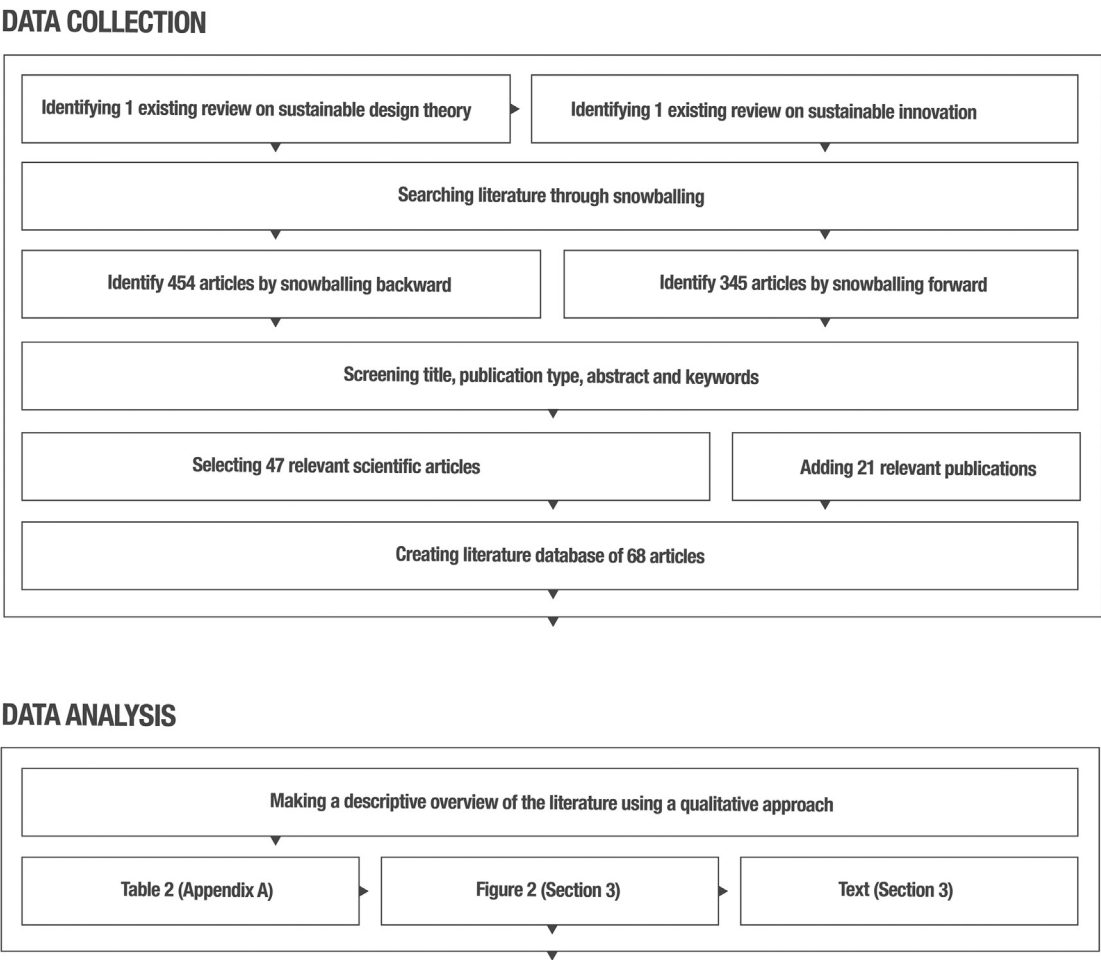 DATA COLLECTION
Identifying 1 existing review on sustainable design theory
Identifying 1 existing review on sustainable innovation
Searching literature through snowballing
Identify 454 articles by snowballing backward
Identify 345 articles by snowballing forward
Screening title, publication type, abstract and keywords
Selecting 47 relevant scientific articles
Adding 21 relevant publications
Creating literature database of 68 articles
DATA ANALYSIS
Making a descriptive overview of the literature using a qualitative approach
Table 2 (Appendix A)
Figure 2 (Section 3)
Text (Section 3)